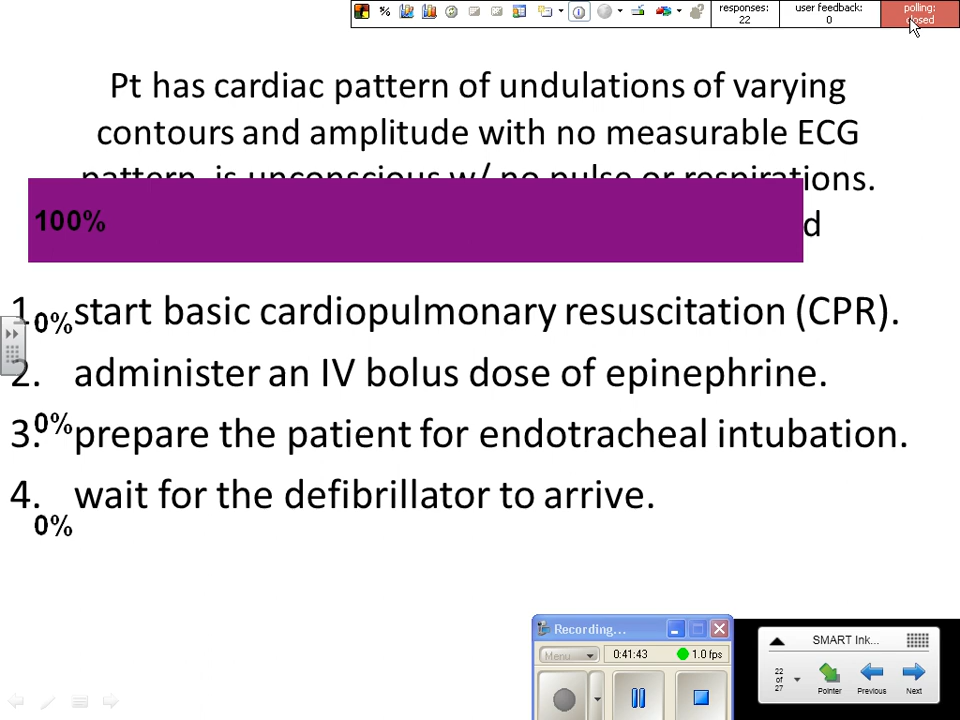 responses:
22
user feedback:
0
polling:
closed
Pt has cardiac pattern of undulations of varying
contours and amplitude with no measurable ECG
pattern, is unconscious w/ no pulse or respirations.
d
100%
1. start basic cardiopulmonary resuscitation (CPR).
0%
2. administer an IV bolus dose of epinephrine.
0%
3. prepare the patient for endotracheal intubation.
4. wait for the defibrillator to arrive.
0%
Recording...
Menu
0:41:43
1.0 fps
SMART Ink...
22
of
27
Pointer
Previous
Next